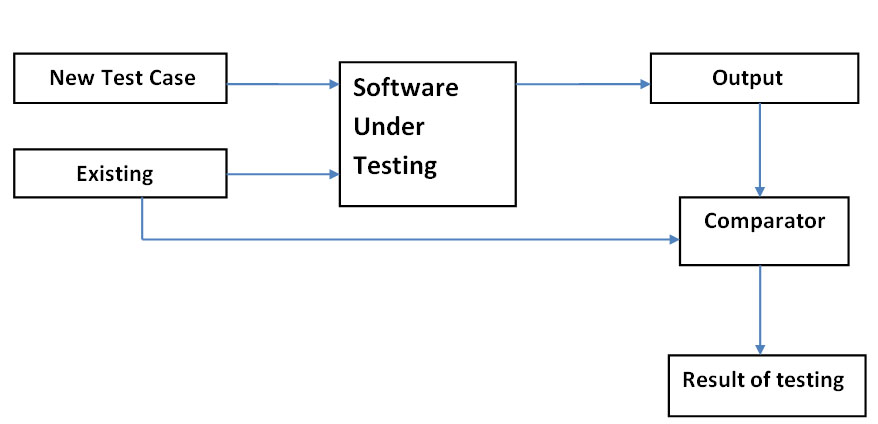 New Test Case
Existing
Software
Under
Testing
Output
Comparator
Result of testing